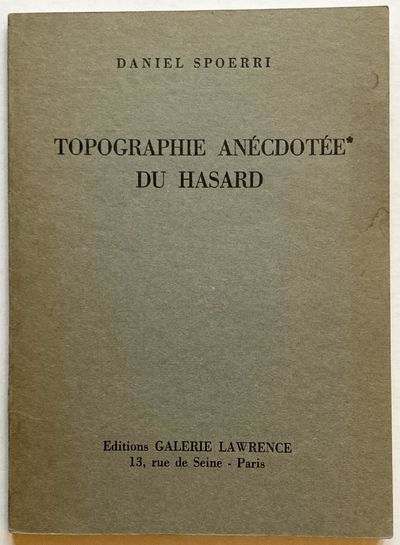 DANIEL SPOERRI
TOPOGRAPHIE ANÉCDOTÉE*
DU HASARD
Editions GALERIE LAWRENCE
13, rue de Seine - Paris